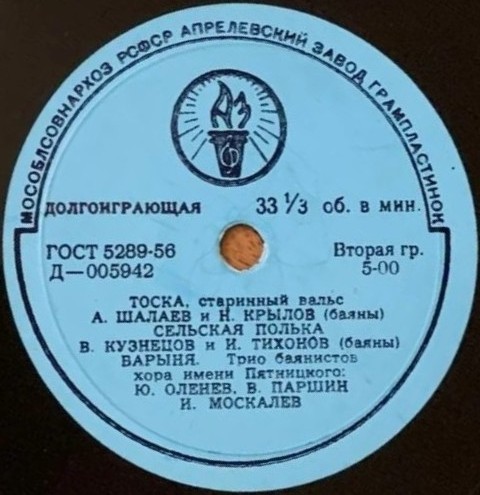 МОСОБЛСОВНАРХОЗ РСФСР АПРЕЛЕВСКИЙ ЗАВОД ГРАМПЛАСТИНОК
АЗ
ДОЛГОИГРАЮЩАЯ 33 1/3 об. в мин.
ГОСТ 5289-56 Вторая гр.
Д—005942 5-00
ТОСКА, старинный вальс
А. ШАЛАЕВ и Н. КРЫЛОВ (баяны)
СЕЛЬСКАЯ ПОЛЬКА
В. КУЗНЕЦОВ и И. ТИХОНОВ (баяны)
БАРЫНЯ. Трио баянистов
хора имени Пятницкого:
Ю. ОЛЕНЕВ, В. ПАРШИН
И. МОСКАЛЕВ